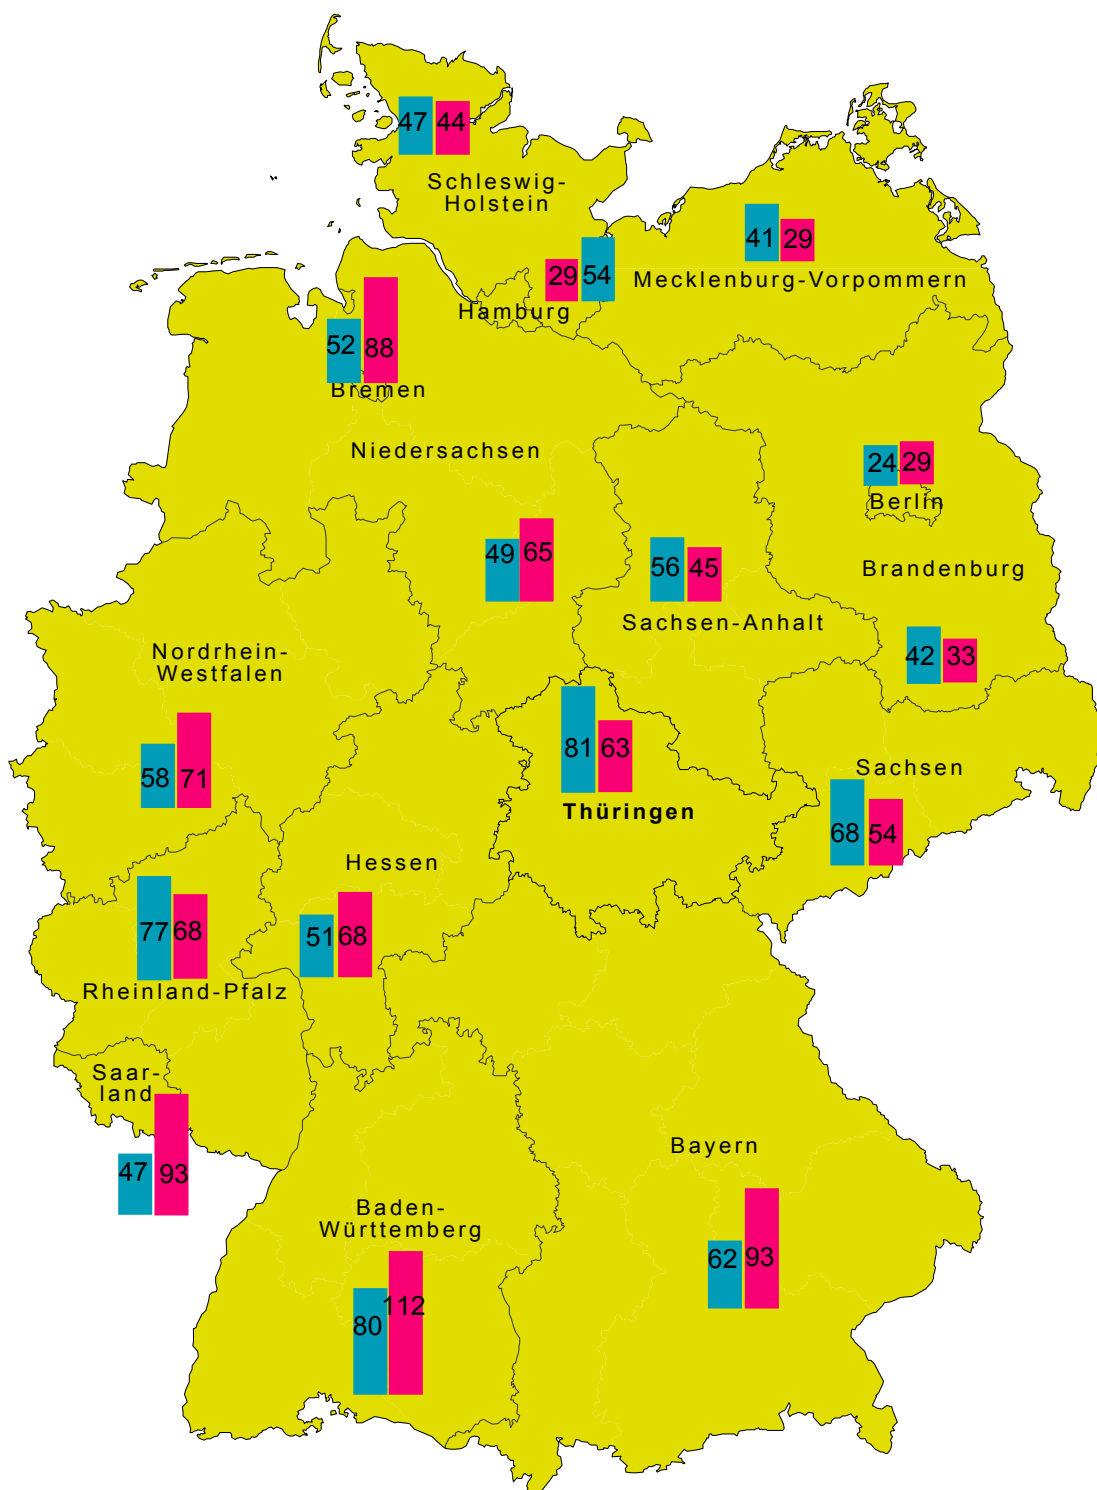 47 44
Schleswig-
Holstein
41 29
29 54
Mecklenburg-Vorpommern
Hamburg
52 88
Bremen
Niedersachsen
24 29
Berlin
49 65
56 45
Brandenburg
Sachsen-Anhalt
Nordrhein-
Westfalen
42 33
81 63
58 71
Sachsen
Thüringen
68 54
Hessen
77 68
51 68
Rheinland-Pfalz
Saar-
land
47 93
Bayern
Baden-
Württemberg
62 93
80 112